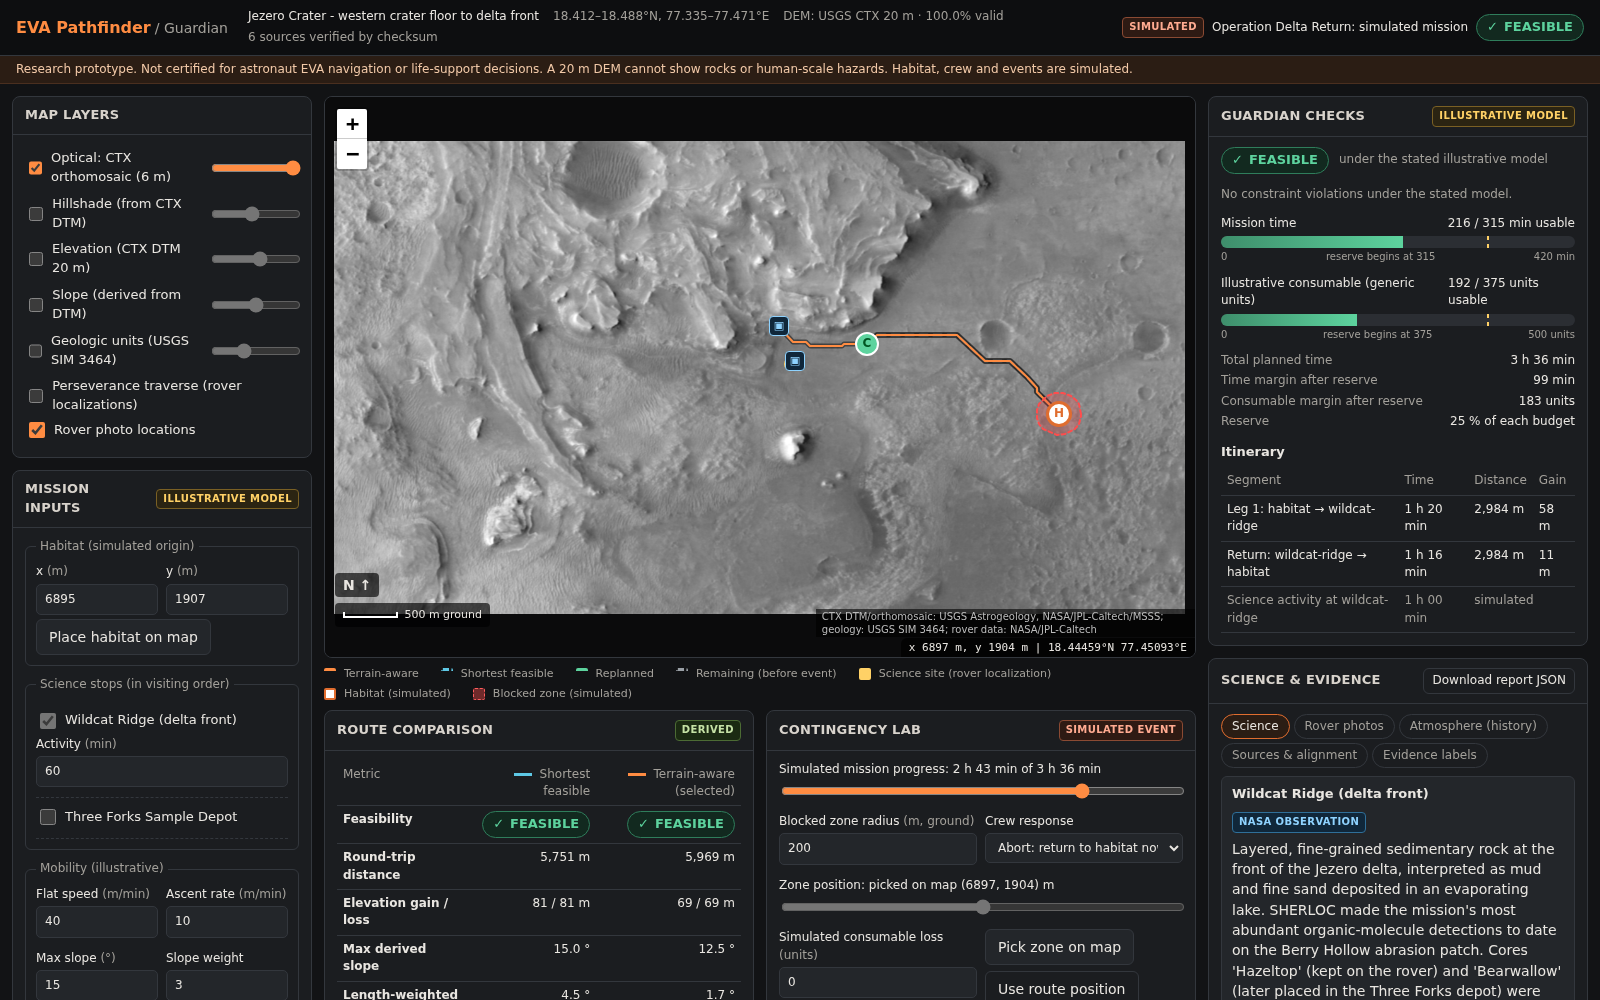 EVA Pathfinder / Guardian
Jezero Crater - western crater floor to delta front 18.412–18.488°N, 77.335–77.471°E DEM: USGS CTX 20 m · 100.0% valid
6 sources verified by checksum
SIMULATED Operation Delta Return: simulated mission ✓ FEASIBLE
Research prototype. Not certified for astronaut EVA navigation or life-support decisions. A 20 m DEM cannot show rocks or human-scale hazards. Habitat, crew and events are simulated.
MAP LAYERS
Optical: CTX
orthomosaic (6 m)
Hillshade (from CTX
DTM)
Elevation (CTX DTM
20 m)
Slope (derived from
DTM)
Geologic units (USGS
SIM 3464)
Perseverance traverse (rover
localizations)
Rover photo locations
MISSION
INPUTS
ILLUSTRATIVE MODEL
Habitat (simulated origin)
x (m) y (m)
6895 1907
Place habitat on map
Science stops (in visiting order)
Wildcat Ridge (delta front)
Activity (min)
60
Three Forks Sample Depot
Mobility (illustrative)
Flat speed (m/min) Ascent rate (m/min)
40 10
Max slope (°) Slope weight
15 3
+
−
C
H
N ↑
500 m ground
CTX DTM/orthomosaic: USGS Astrogeology, NASA/JPL-Caltech/MSSS;
geology: USGS SIM 3464; rover data: NASA/JPL-Caltech
x 6897 m, y 1904 m | 18.44459°N 77.45093°E
Terrain-aware Shortest feasible Replanned Remaining (before event) Science site (rover localization)
Habitat (simulated) Blocked zone (simulated)
ROUTE COMPARISON DERIVED
Metric Shortest feasible Terrain-aware (selected)
Feasibility ✓ FEASIBLE ✓ FEASIBLE
Round-trip distance 5,751 m 5,969 m
Elevation gain / loss 81 / 81 m 69 / 69 m
Max derived slope 15.0 ° 12.5 °
Length-weighted 4.5 ° 1.7 °
CONTINGENCY LAB SIMULATED EVENT
Simulated mission progress: 2 h 43 min of 3 h 36 min
Blocked zone radius (m, ground) Crew response
200 Abort: return to habitat no
Zone position: picked on map (6897, 1904) m
Simulated consumable loss
(units)
0
Pick zone on map
Use route position
GUARDIAN CHECKS ILLUSTRATIVE MODEL
✓ FEASIBLE under the stated illustrative model
No constraint violations under the stated model.
Mission time 216 / 315 min usable
0 reserve begins at 315 420 min
Illustrative consumable (generic units) 192 / 375 units usable
0 reserve begins at 375 500 units
Total planned time 3 h 36 min
Time margin after reserve 99 min
Consumable margin after reserve 183 units
Reserve 25 % of each budget
Itinerary
Segment Time Distance Gain
Leg 1: habitat → wildcat-ridge 1 h 20 min 2,984 m 58 m
Return: wildcat-ridge → habitat 1 h 16 min 2,984 m 11 m
Science activity at wildcat-ridge 1 h 00 min simulated
SCIENCE & EVIDENCE Download report JSON
Science Rover photos Atmosphere (history)
Sources & alignment Evidence labels
Wildcat Ridge (delta front)
NASA OBSERVATION
Layered, fine-grained sedimentary rock at the
front of the Jezero delta, interpreted as mud
and fine sand deposited in an evaporating
lake. SHERLOC made the mission's most
abundant organic-molecule detections to date
on the Berry Hollow abrasion patch. Cores
'Hazeltop' (kept on the rover) and 'Bearwallow'
(later placed in the Three Forks depot) were